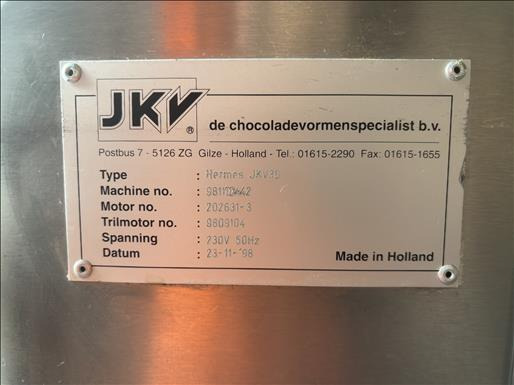 JKV ®
de chocoladevormenspecialist b.v.
Postbus 7 - 5126 ZG Gilze - Holland - Tel.: 01615-2290 Fax: 01615-1655
Type : Hermes JKV30
Machine no. :
Motor no. : 202631-3
Trilmotor no. : 9809104
Spanning : 230V 50Hz
Datum : 23-11-'98
Made in Holland